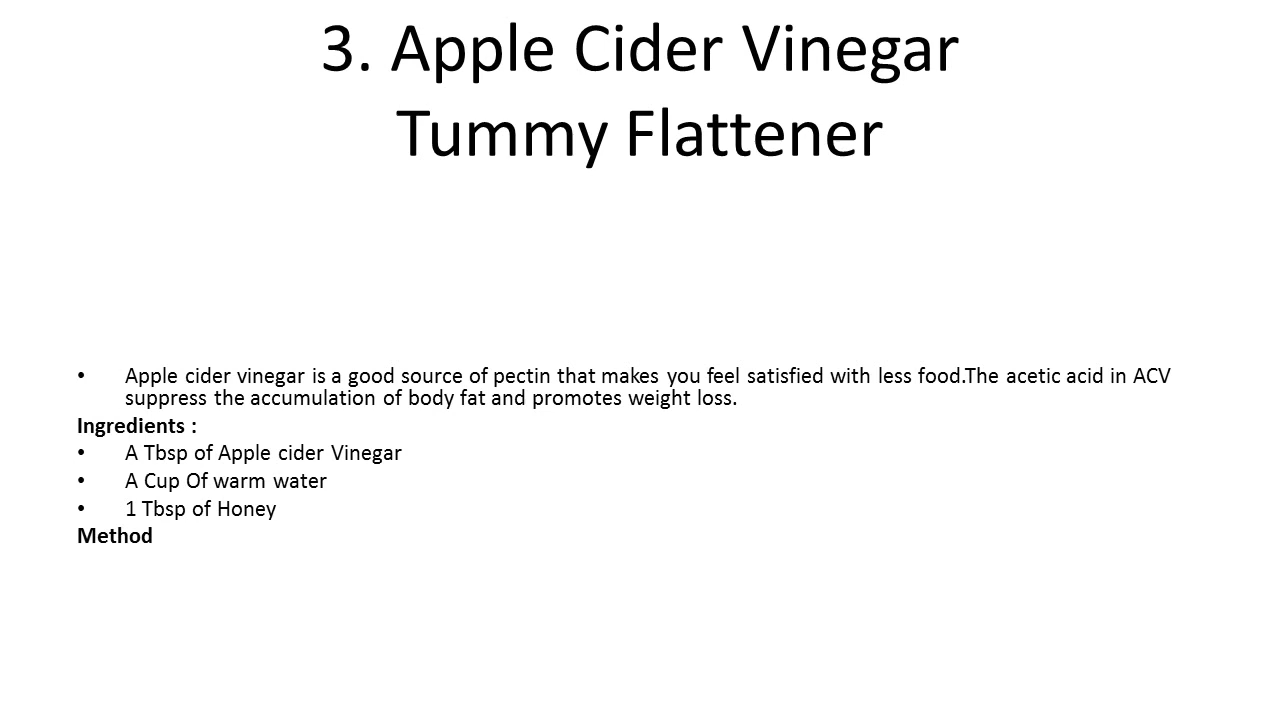 3. Apple Cider Vinegar
Tummy Flattener
• Apple cider vinegar is a good source of pectin that makes you feel satisfied with less food.The acetic acid in ACV
suppress the accumulation of body fat and promotes weight loss.
Ingredients :
• A Tbsp of Apple cider Vinegar
• A Cup Of warm water
• 1 Tbsp of Honey
Method